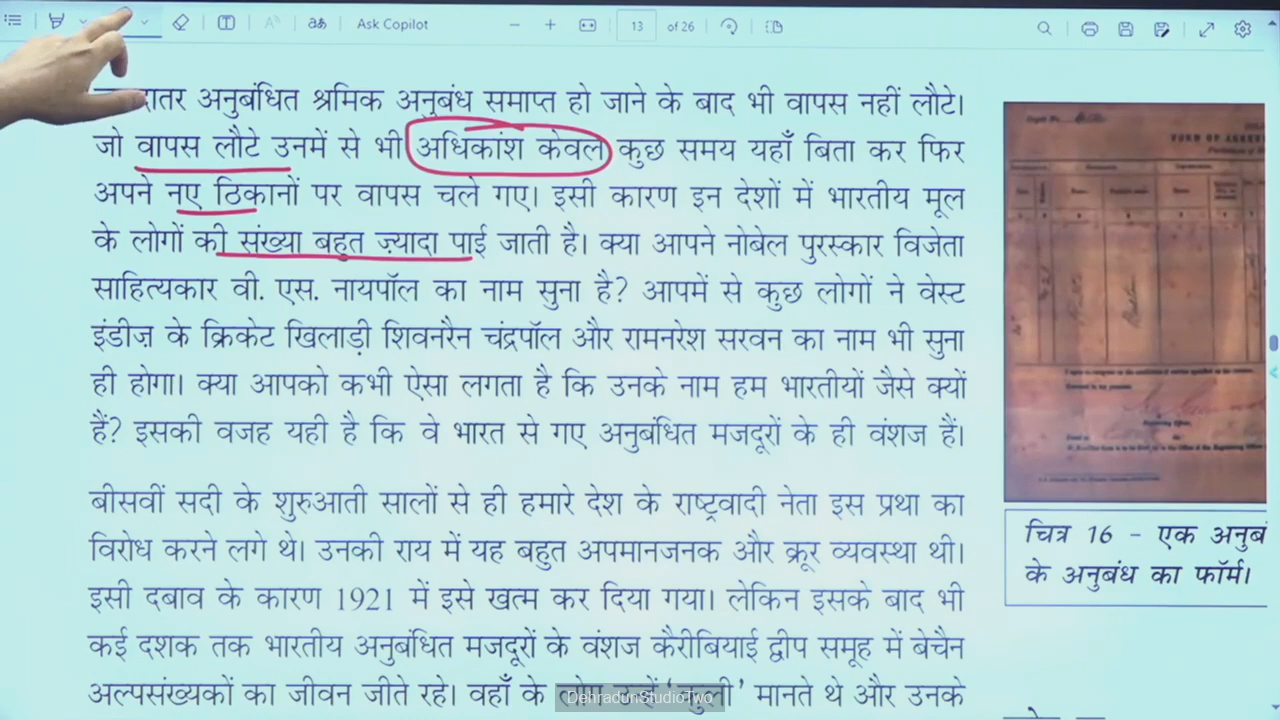 Ask Copilot
13 of 26
अनुबंधित श्रमिक अनुबंध समाप्त हो जाने के बाद भी वापस नहीं लौटे।
जो वापस लौटे उनमें से भी अधिकांश केवल कुछ समय यहाँ बिता कर फिर
अपने नए ठिकानों पर वापस चले गए। इसी कारण इन देशों में भारतीय मूल
के लोगों की संख्या बहुत ज़्यादा पाई जाती है। क्या आपने नोबेल पुरस्कार विजेता
साहित्यकार वी. एस. नायपॉल का नाम सुना है? आपमें से कुछ लोगों ने वेस्ट
इंडीज़ के क्रिकेट खिलाड़ी शिवनरैन चंद्रपॉल और रामनरेश सरवन का नाम भी सुना
ही होगा। क्या आपको कभी ऐसा लगता है कि उनके नाम हम भारतीयों जैसे क्यों
हैं? इसकी वजह यही है कि वे भारत से गए अनुबंधित मजदूरों के ही वंशज हैं।
बीसवीं सदी के शुरुआती सालों से ही हमारे देश के राष्ट्रवादी नेता इस प्रथा का
विरोध करने लगे थे। उनकी राय में यह बहुत अपमानजनक और क्रूर व्यवस्था थी।
इसी दबाव के कारण 1921 में इसे खत्म कर दिया गया। लेकिन इसके बाद भी
कई दशक तक भारतीय अनुबंधित मजदूरों के वंशज कैरीबियाई द्वीप समूह में बेचैन
अल्पसंख्यकों का जीवन जीते रहे। वहाँ के लोग उन्हें मानते थे और उनके
DehradunStudioTwo
FORM OF
चित्र 16 - एक
के अनुबंध का फॉर्म।